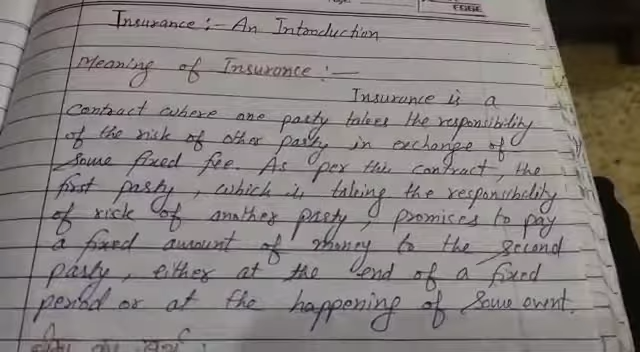 Insurance :- An Introduction
Meaning of Insurance :-
Insurance is a
contract where one party takes the responsibility
of the risk of other party in exchange of
some fixed fee. As per this contract, the
first party, which is taking the responsibility
of risk of another party, promises to pay
a fixed amount of money to the second
party, either at the end of a fixed
period or at the happening of some event.